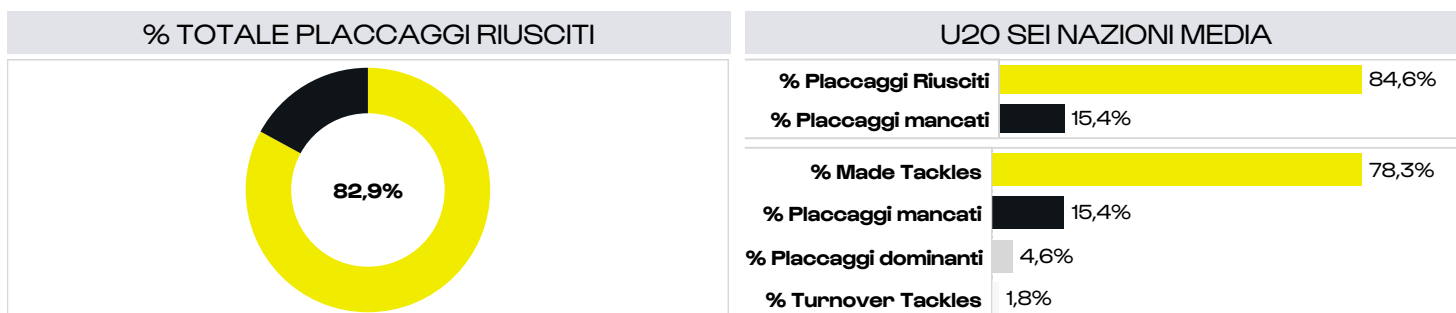 % TOTALE PLACCAGGI RIUSCITI
82,9%
U20 SEI NAZIONI MEDIA
% Placcaggi Riusciti 84,6%
% Placcaggi mancati 15,4%
% Made Tackles 78,3%
% Placcaggi mancati 15,4%
% Placcaggi dominanti 4,6%
% Turnover Tackles 1,8%